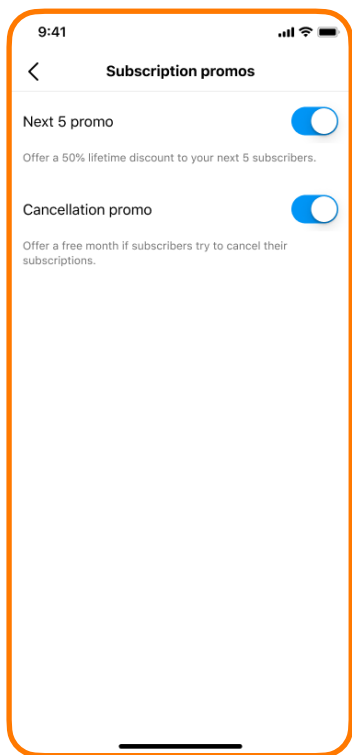 9:41
Subscription promos
Next 5 promo
Offer a 50% lifetime discount to your next 5 subscribers.
Cancellation promo
Offer a free month if subscribers try to cancel their
subscriptions.